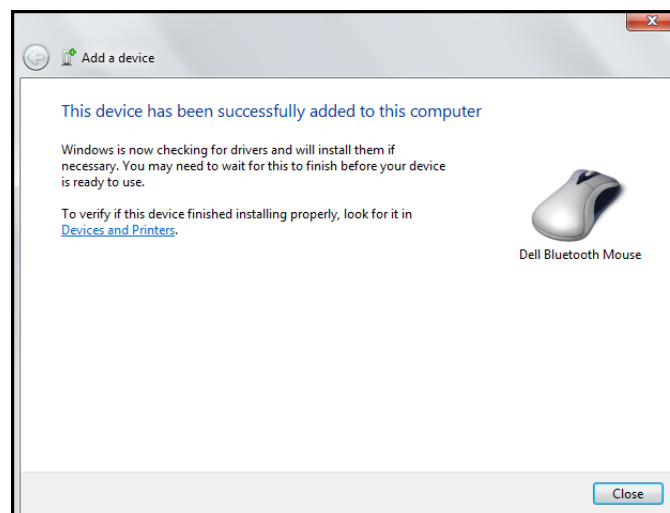 Add a device
This device has been successfully added to this computer
Windows is now checking for drivers and will install them if
necessary. You may need to wait for this to finish before your device
is ready to use.
To verify if this device finished installing properly, look for it in
Devices and Printers.
Dell Bluetooth Mouse
Close